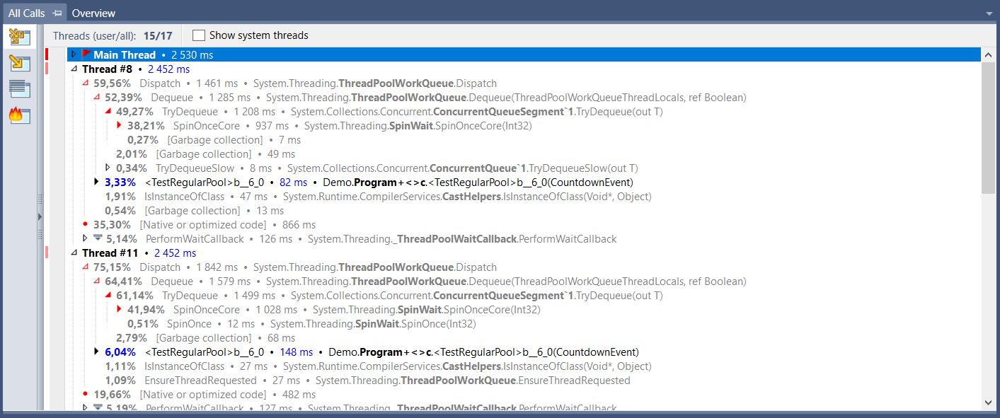 All Calls Overview
Threads (user/all): 15/17 Show system threads
Main Thread • 2 530 ms
Thread #8 • 2 452 ms
59,56% Dispatch • 1 461 ms • System.Threading.ThreadPoolWorkQueue.Dispatch
52,39% Dequeue • 1 285 ms • System.Threading.ThreadPoolWorkQueue.Dequeue(ThreadPoolWorkQueueThreadLocals, ref Boolean)
49,27% TryDequeue • 1 208 ms • System.Collections.Concurrent.ConcurrentQueueSegment`1.TryDequeue(out T)
38,21% SpinOnceCore • 937 ms • System.Threading.SpinWait.SpinOnceCore(Int32)
0,27% [Garbage collection] • 7 ms
2,01% [Garbage collection] • 49 ms
0,34% TryDequeueSlow • 8 ms • System.Collections.Concurrent.ConcurrentQueue`1.TryDequeueSlow(out T)
3,33% <TestRegularPool>b__6_0 • 82 ms • Demo.Program+<>c.<TestRegularPool>b__6_0(CountdownEvent)
1,91% IsInstanceOfClass • 47 ms • System.Runtime.CompilerServices.CastHelpers.IsInstanceOfClass(Void*, Object)
0,54% [Garbage collection] • 13 ms
35,30% [Native or optimized code] • 866 ms
5,14% PerformWaitCallback • 126 ms • System.Threading._ThreadPoolWaitCallback.PerformWaitCallback
Thread #11 • 2 452 ms
75,15% Dispatch • 1 842 ms • System.Threading.ThreadPoolWorkQueue.Dispatch
64,41% Dequeue • 1 579 ms • System.Threading.ThreadPoolWorkQueue.Dequeue(ThreadPoolWorkQueueThreadLocals, ref Boolean)
61,14% TryDequeue • 1 499 ms • System.Collections.Concurrent.ConcurrentQueueSegment`1.TryDequeue(out T)
41,94% SpinOnceCore • 1 028 ms • System.Threading.SpinWait.SpinOnceCore(Int32)
0,51% SpinOnce • 12 ms • System.Threading.SpinWait.SpinOnce(Int32)
2,79% [Garbage collection] • 68 ms
6,04% <TestRegularPool>b__6_0 • 148 ms • Demo.Program+<>c.<TestRegularPool>b__6_0(CountdownEvent)
1,11% IsInstanceOfClass • 27 ms • System.Runtime.CompilerServices.CastHelpers.IsInstanceOfClass(Void*, Object)
1,09% EnsureThreadRequested • 27 ms • System.Threading.ThreadPoolWorkQueue.EnsureThreadRequested
19,66% [Native or optimized code] • 482 ms
5,19% PerformWaitCallback • 127 ms • System.Threading._ThreadPoolWaitCallback.PerformWaitCallback